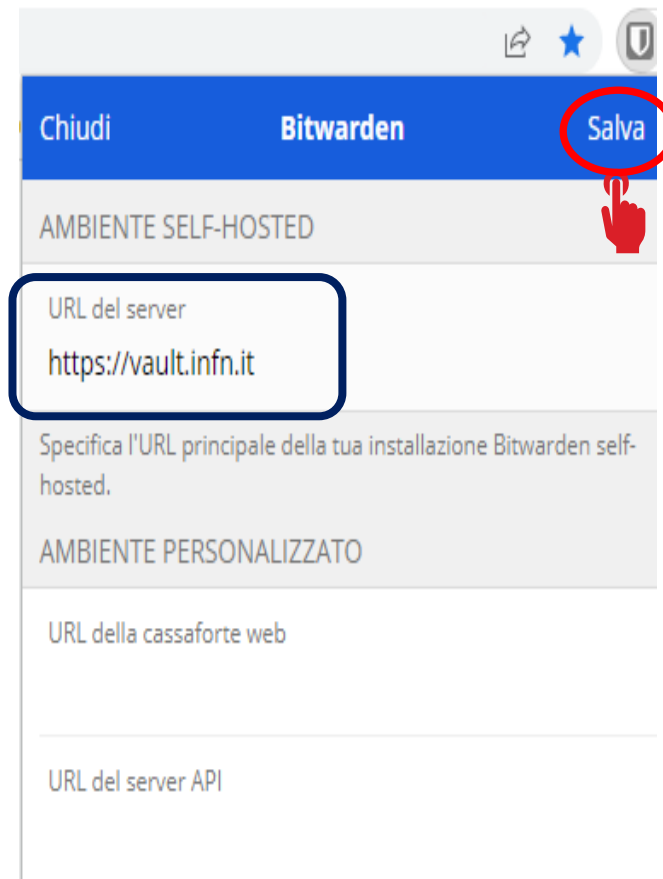 Chiudi Bitwarden Salva
AMBIENTE SELF-HOSTED
URL del server
https://vault.infn.it
Specifica l'URL principale della tua installazione Bitwarden self-
hosted.
AMBIENTE PERSONALIZZATO
URL della cassaforte web
URL del server API